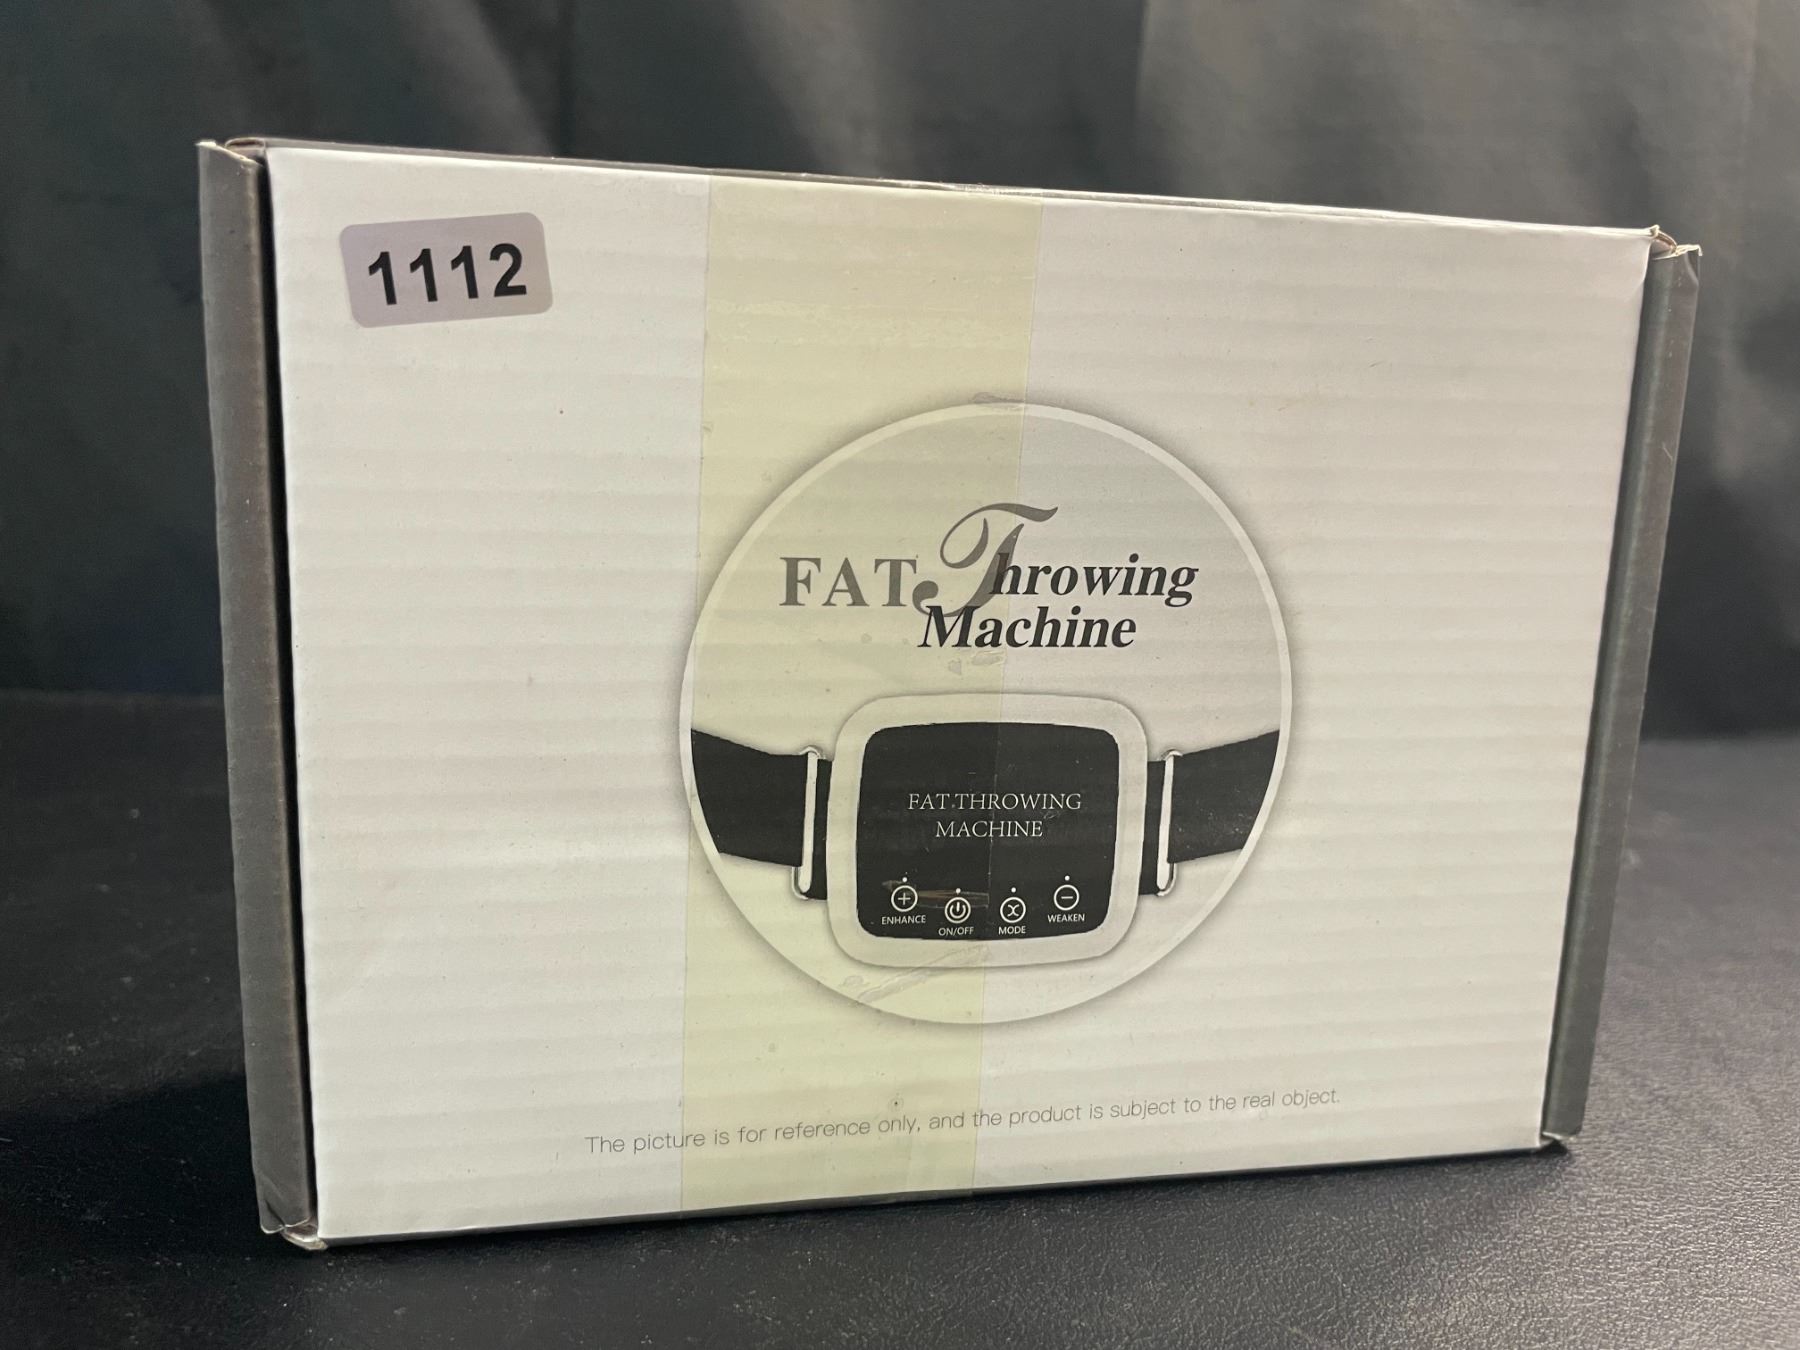 1112
FAT Throwing
Machine
FAT THROWING
MACHINE
ENHANCE
ON/OFF
MODE
WEAKEN
The picture is for reference only, and the product is subject to the real object.